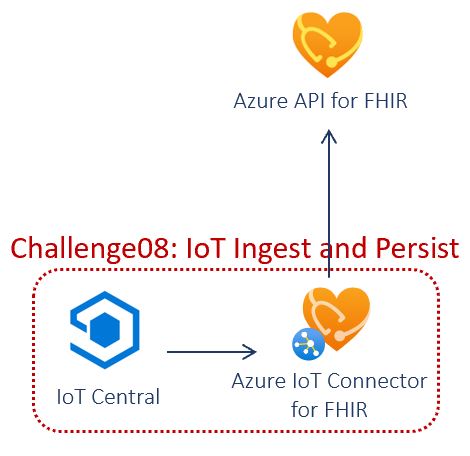 Azure API for FHIR
Challenge08: IoT Ingest and Persist
IoT Central
Azure IoT Connector
for FHIR